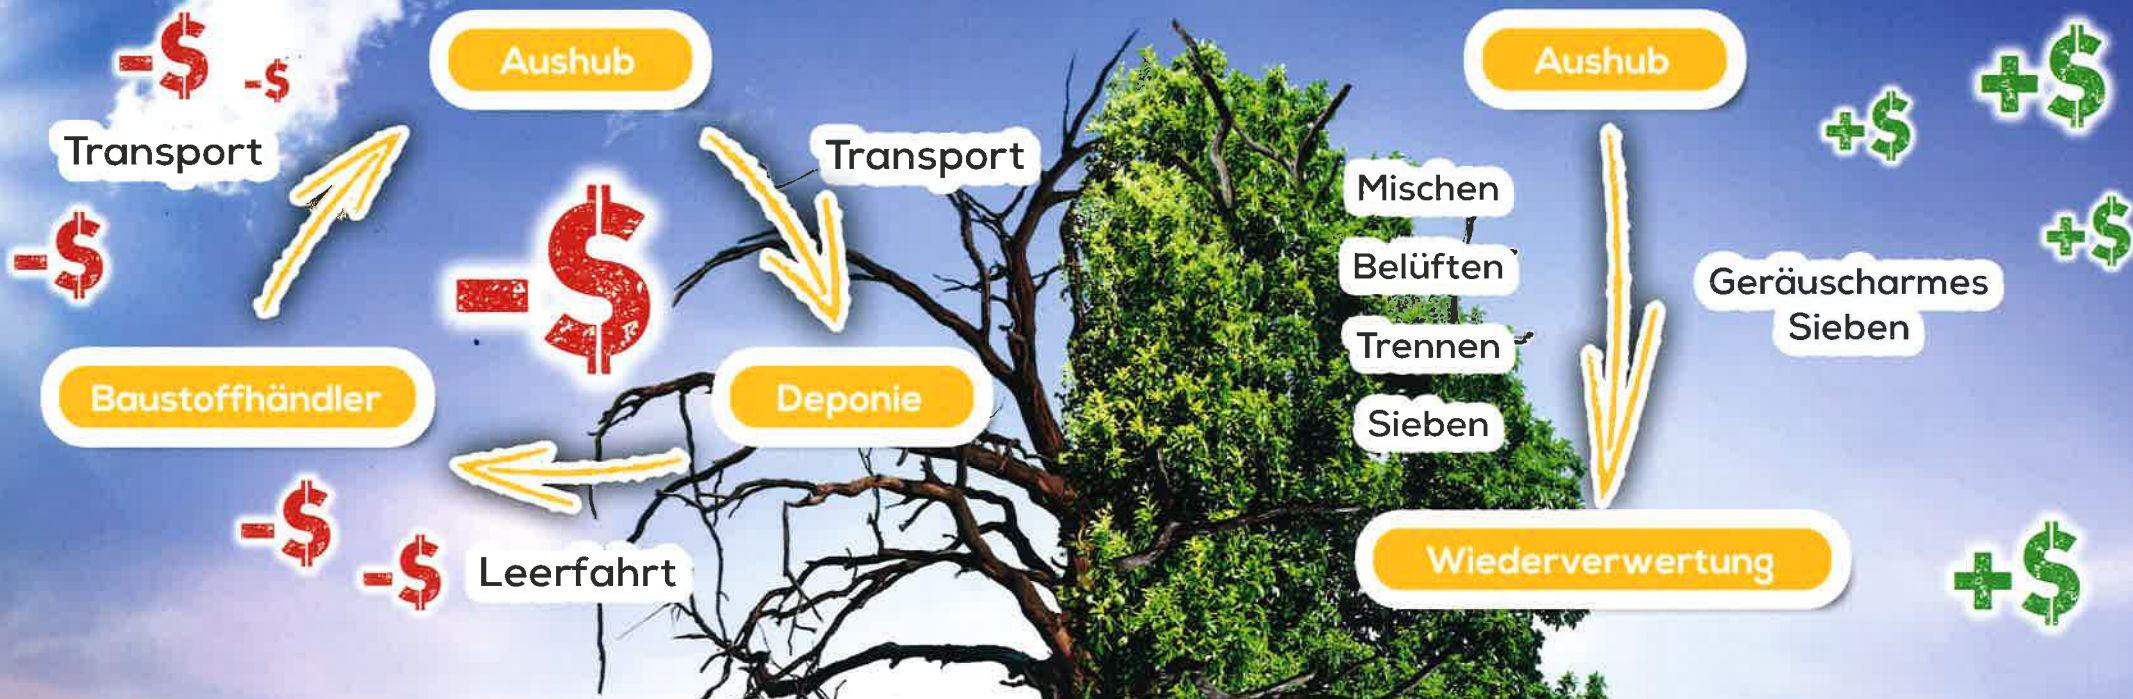 -$
-$
Aushub
Transport
Transport
-$
-$
Baustoffhändler
Deponie
-$
-$
Leerfahrt
Aushub
+$
+$
+$
Mischen
Belüften
Trennen
Sieben
Geräuscharmes
Sieben
Wiederverwertung
+$